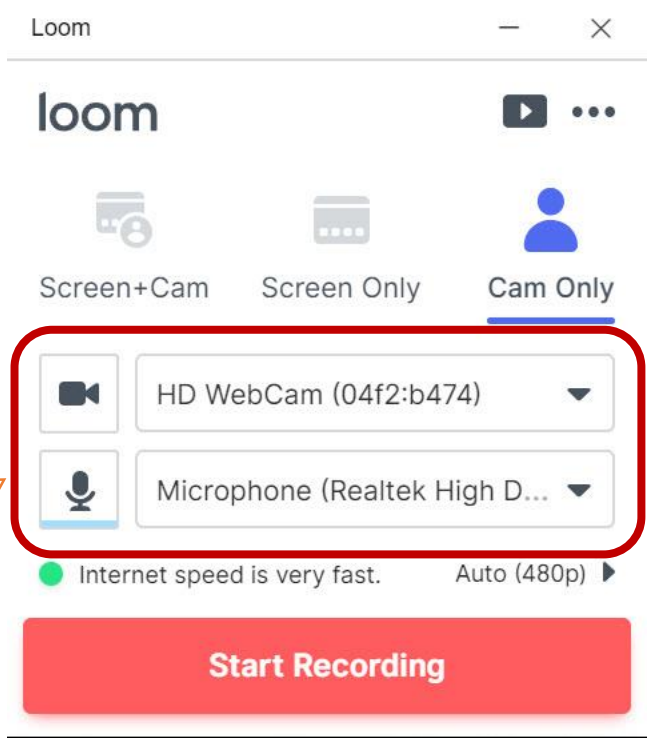 Loom
loom
Screen+Cam Screen Only Cam Only
HD WebCam (04f2:b474)
Microphone (Realtek High D...
Internet speed is very fast. Auto (480p)
Start Recording